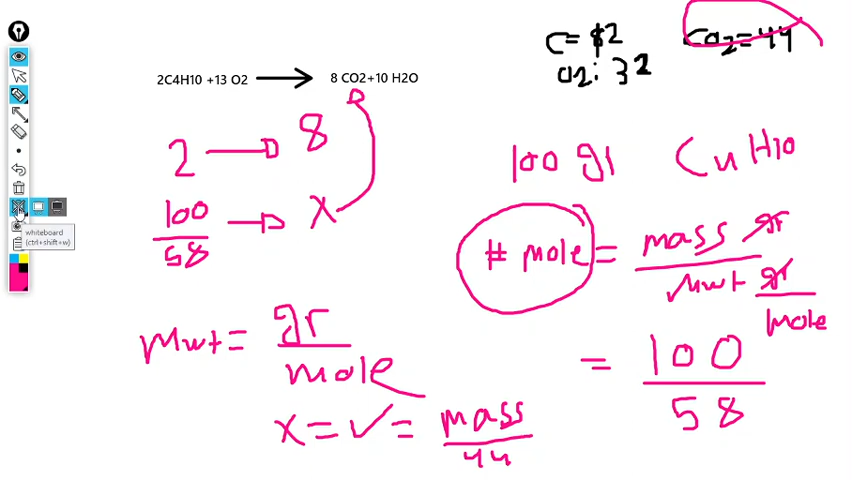 C= 12
O2: 32
CO2=44
2C4H10 +13 O2 → 8 CO2+10 H2O
2 → 8
100 gr C4H10
100/58 → x
# mole = mass gr / Mwt gr/mole
whiteboard
(ctrl+shift+w)
Mwt = gr/mole
= 100/58
x = ✓ = mass/44